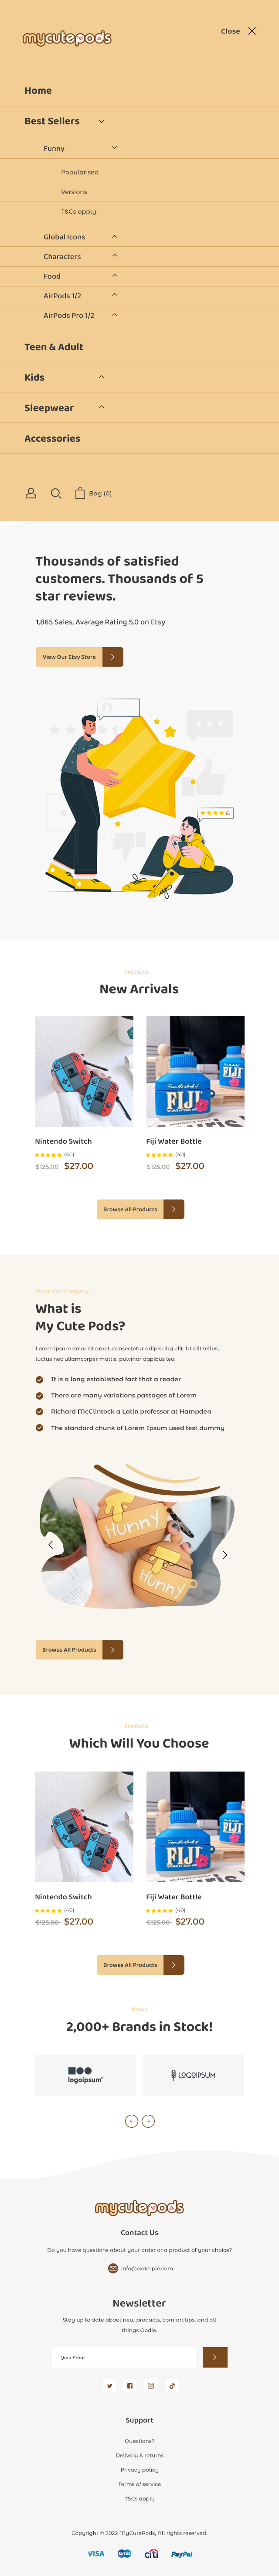 mycutepods
Close
Home
Best Sellers
Funny
Popularised
Versions
T&Cs apply
Global Icons
Characters
Food
AirPods 1/2
AirPods Pro 1/2
Teen & Adult
Kids
Sleepwear
Accessories
Bag (0)
Thousands of satisfied
customers. Thousands of 5
star reviews.
1,865 Sales, Avarage Rating 5.0 on Etsy
View Our Etsy Store
Products
New Arrivals
FIJI
FIJI
Nintendo Switch
Fiji Water Bottle
(40)
(40)
$125.00 $27.00
$125.00 $27.00
Browse All Products
About Our Company
What is
My Cute Pods?
Lorem ipsum dolor sit amet, consectetur adipiscing elit. Ut elit tellus,
luctus nec ullamcorper mattis, pulvinar dapibus leo.
It is a long established fact that a reader
There are many variations passages of Lorem
Richard McClintock a Latin professor at Hampden
The standard chunk of Lorem Ipsum used test dummy
Hunny
Hunny
Browse All Products
Products
Which Will You Choose
FIJI
FIJI
Nintendo Switch
Fiji Water Bottle
(40)
(40)
$125.00 $27.00
$125.00 $27.00
Browse All Products
Brand
2,000+ Brands in Stock!
logoipsum
LOGOIPSUM
mycutepods
Contact Us
Do you have questions about your order or a product of your choice?
info@example.com
Newsletter
Stay up to date about new products, comfort tips, and all
things Oodie.
Your Email
Support
Questions?
Delivery & returns
Privacy policy
Terms of service
T&Cs apply
Copyright © 2022 MyCutePods, All rights reserved.
VISA
citi
PayPal